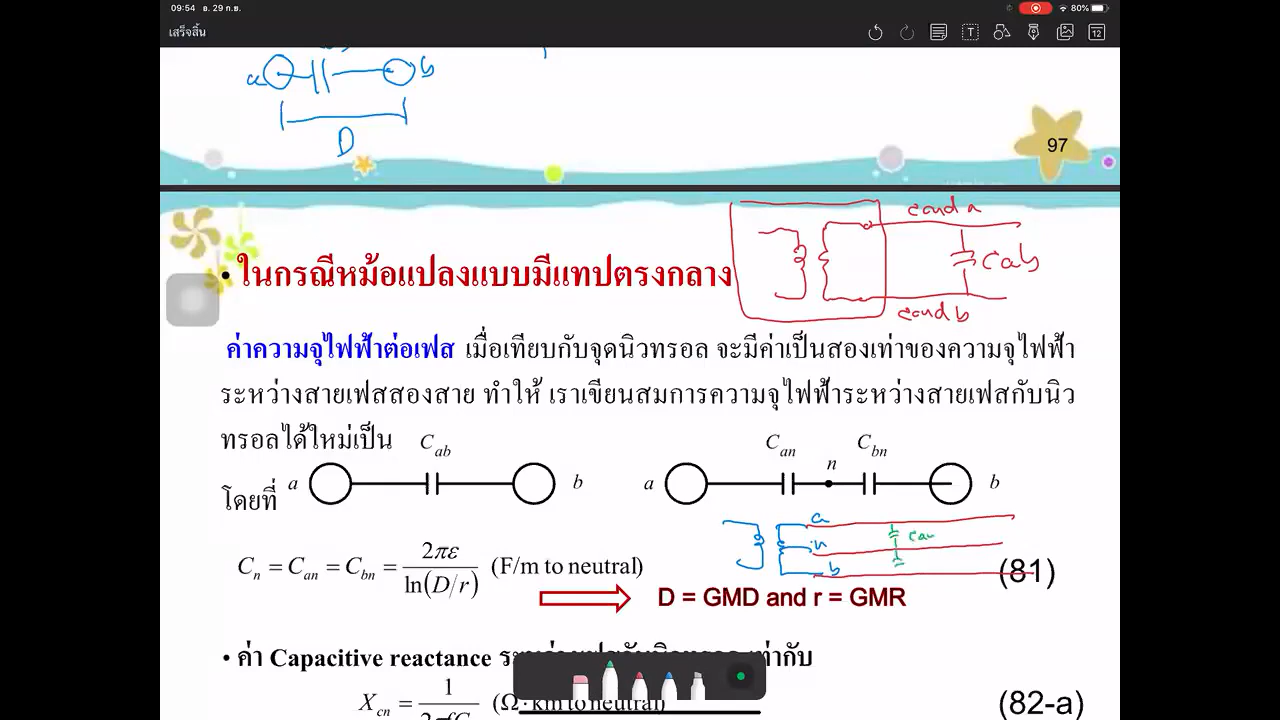 09:54 อ. 29 ก.ย.
80%
เสร็จสิ้น
T
12
a
b
D
97
cond a
Cab
cond b
• ในกรณีหม้อแปลงแบบมีแทปตรงกลาง
ค่าความจุไฟฟ้าต่อเฟส เมื่อเทียบกับจุดนิวทรอล จะมีค่าเป็นสองเท่าของความจุไฟฟ้า
ระหว่างสายเฟสสองสาย ทำให้ เราเขียนสมการความจุไฟฟ้าระหว่างสายเฟสกับนิว
ทรอลได้ใหม่เป็น
C_ab
C_an
C_bn
โดยที่
a
b
a
n
b
a
n
b
Can
C_n = C_an = C_bn = 2πε / ln(D/r) (F/m to neutral)
(81)
D = GMD and r = GMR
• ค่า Capacitive reactance
เท่ากับ
X_cn = 1 (Ω·km to neutral)
(82-a)